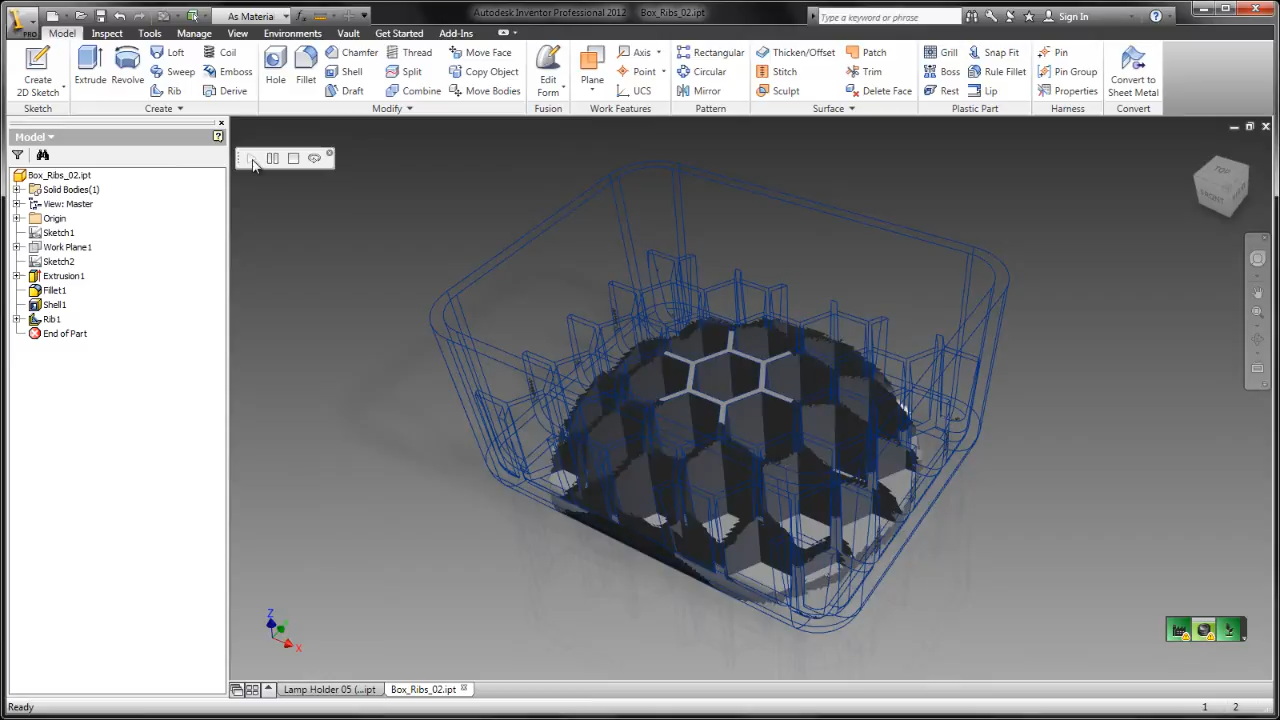 As Materia
Autodesk Inventor Professional 2012
Box_Ribs_02.ipt
Type a keyword or phrase
Sign In
PRO
Model
Inspect
Tools
Manage
View
Environments
Vault
Get Started
Add-Ins
Create
2D Sketch
Sketch
Extrude
Revolve
Loft
Sweep
Rib
Coil
Emboss
Derive
Create
Hole
Fillet
Chamfer
Shell
Draft
Thread
Split
Combine
Move Face
Copy Object
Move Bodies
Modify
Edit
Form
Fusion
Plane
Axis
Point
UCS
Work Features
Rectangular
Circular
Mirror
Pattern
Thicken/Offset
Stitch
Sculpt
Patch
Trim
Delete Face
Surface
Grill
Boss
Rest
Snap Fit
Rule Fillet
Lip
Plastic Part
Pin
Pin Group
Properties
Harness
Convert to
Sheet Metal
Convert
Model
Box_Ribs_02.ipt
Solid Bodies(1)
View: Master
Origin
Sketch1
Work Plane1
Sketch2
Extrusion1
Fillet1
Shell1
Rib1
End of Part
TOP
FRONT
Z
X
Lamp Holder 05 (...ipt
Box_Ribs_02.ipt
Ready
1
2